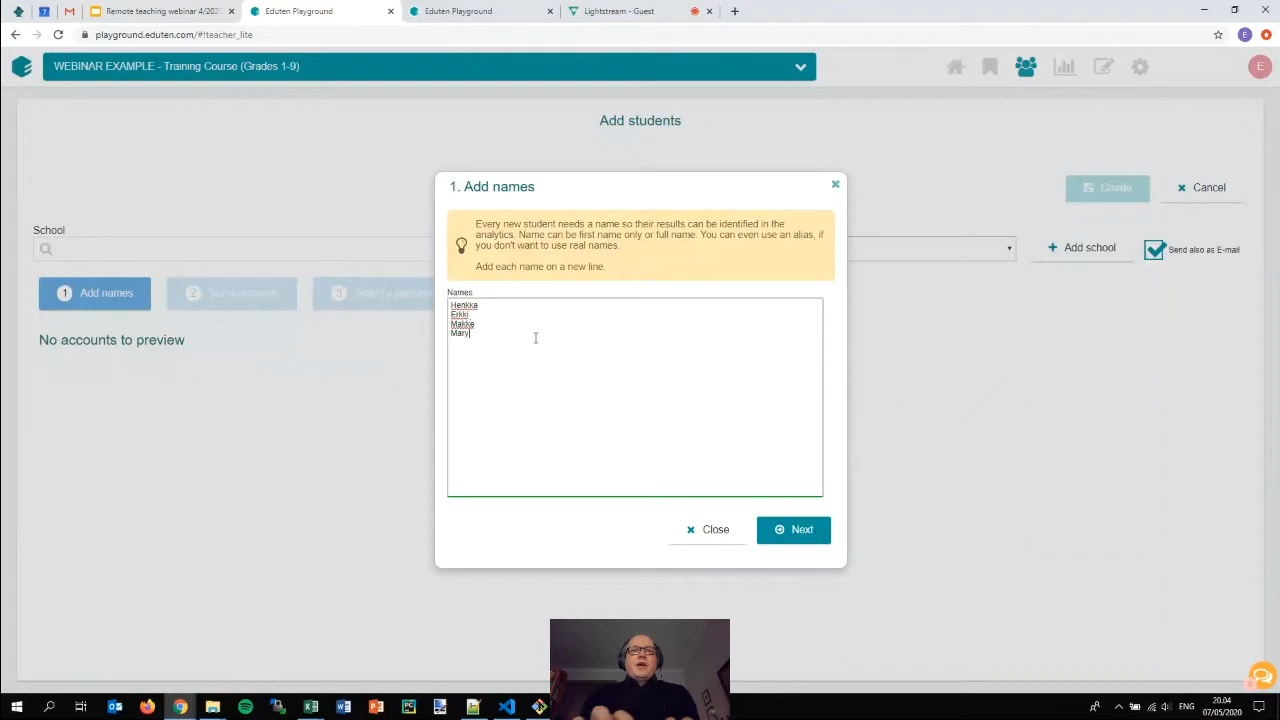 Remote teaching webinar 4/202
Eduten Playground
Eduten Playground
Lightstream - Guest
playground.eduten.com/#!teacher_lite
E
WEBINAR EXAMPLE - Training Course (Grades 1-9)
E
Add students
1. Add names
Create
Cancel
Every new student needs a name so their results can be identified in the
analytics. Name can be first name only or full name. You can even use an alias, if
you don't want to use real names.
Add each name on a new line.
School
Add school
Send also as E-mail
1 Add names
2
3
Names
Henkka
Erkki
Makke
Mary
No accounts to preview
Close
Next
ENG
20.04
07/05/2020